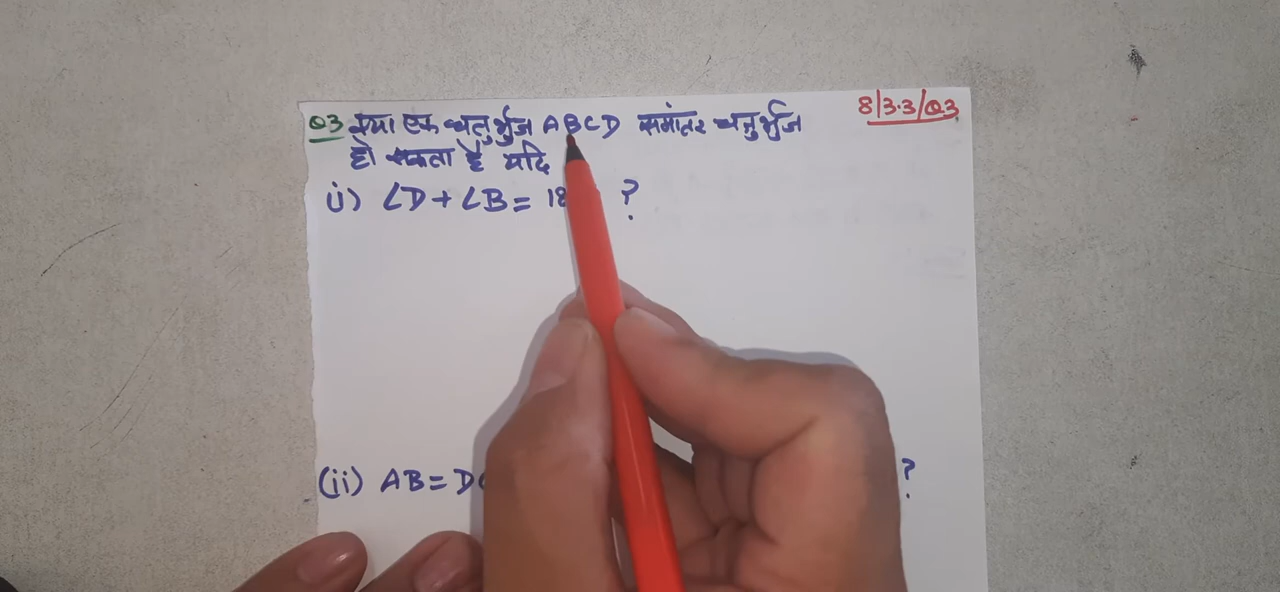 8/3.3/Q3
Q3 क्या एक चतुर्भुज ABCD समांतर चतुर्भुज
हो सकता है यदि
i) ∠D + ∠B = 18 ?
(ii) AB = D ?